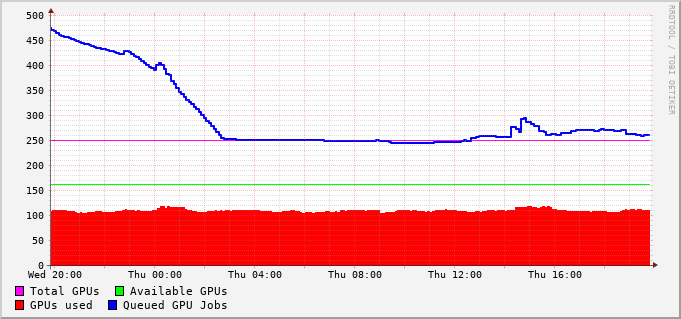 500
450
400
350
300
250
200
150
100
50
0
Wed 20:00 Thu 00:00 Thu 04:00 Thu 08:00 Thu 12:00 Thu 16:00
Total GPUs Available GPUs
GPUs used Queued GPU Jobs
RRDTOOL / TOBI OETIKER